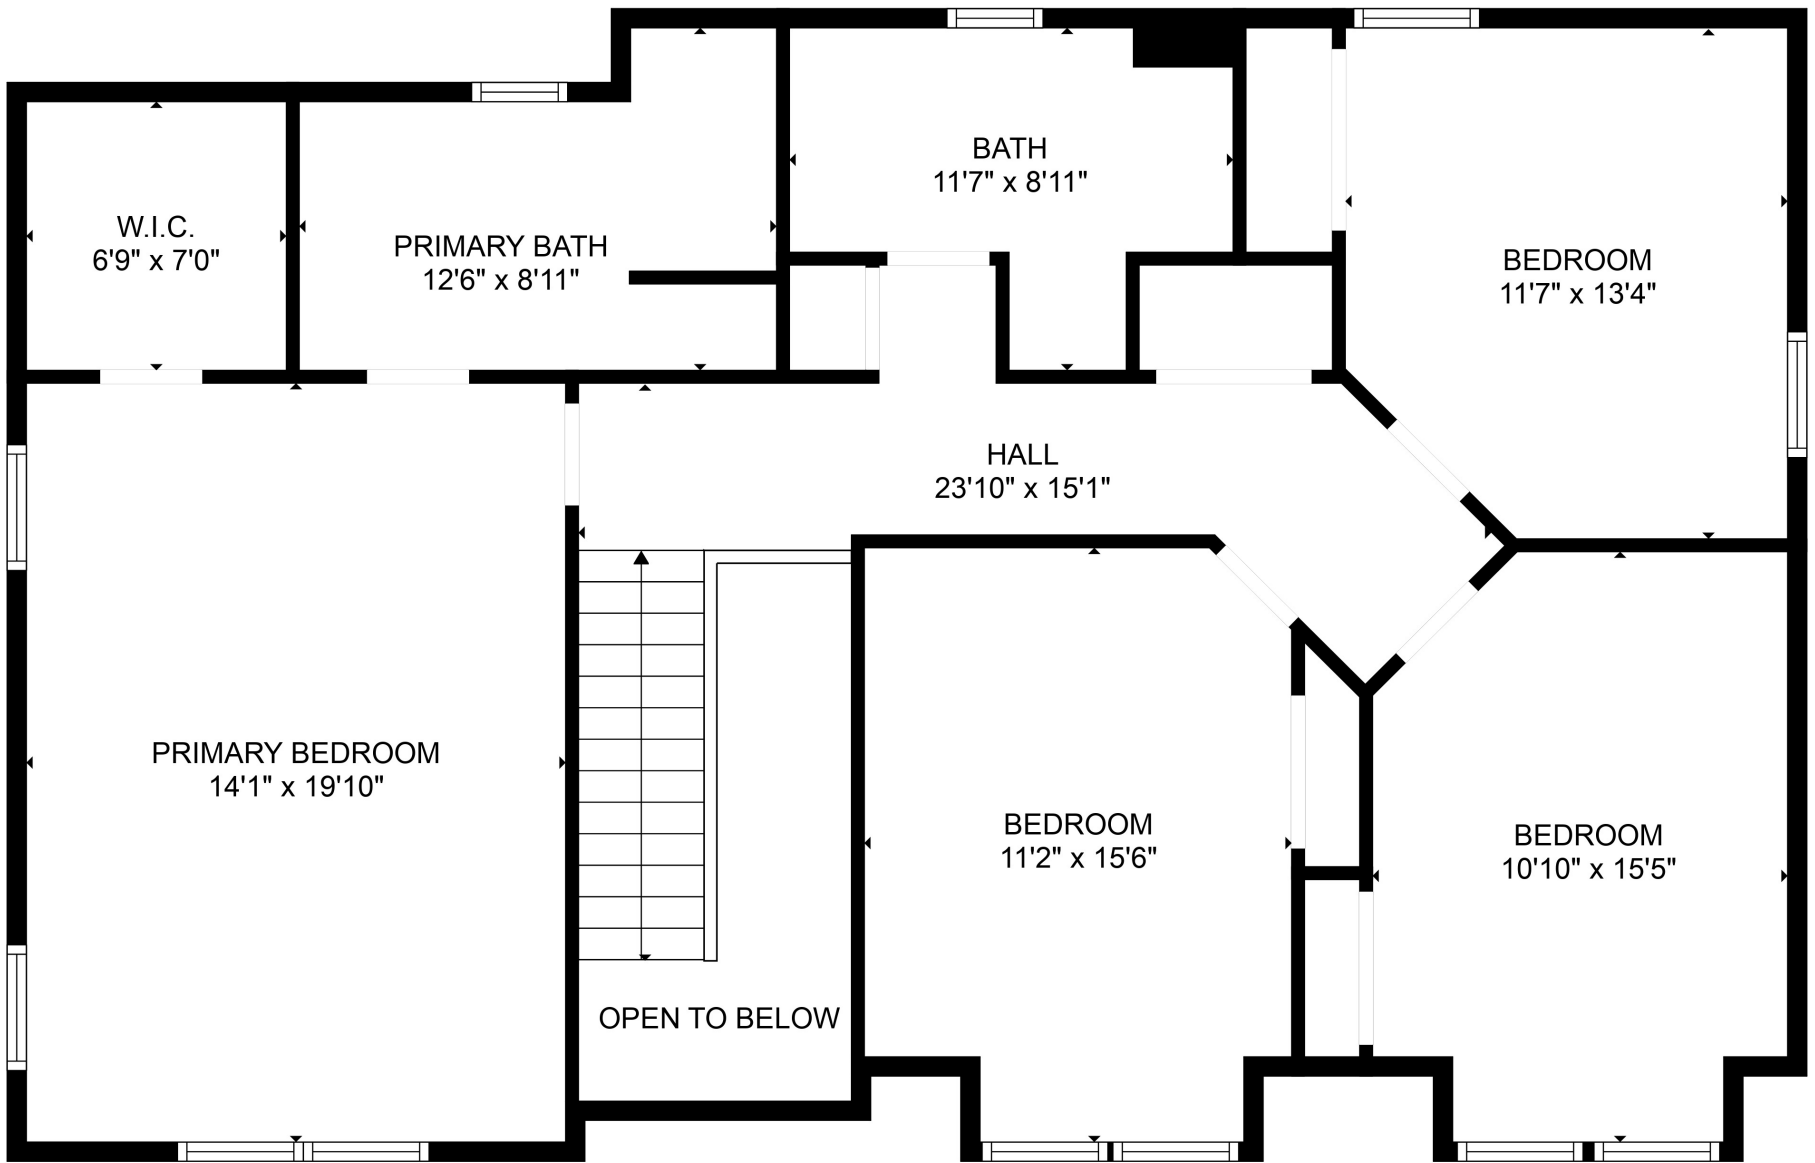 BATH
11'7" x 8'11"
W.I.C.
6'9" x 7'0"
PRIMARY BATH
12'6" x 8'11"
BEDROOM
11'7" x 13'4"
HALL
23'10" x 15'1"
PRIMARY BEDROOM
14'1" x 19'10"
BEDROOM
11'2" x 15'6"
BEDROOM
10'10" x 15'5"
OPEN TO BELOW